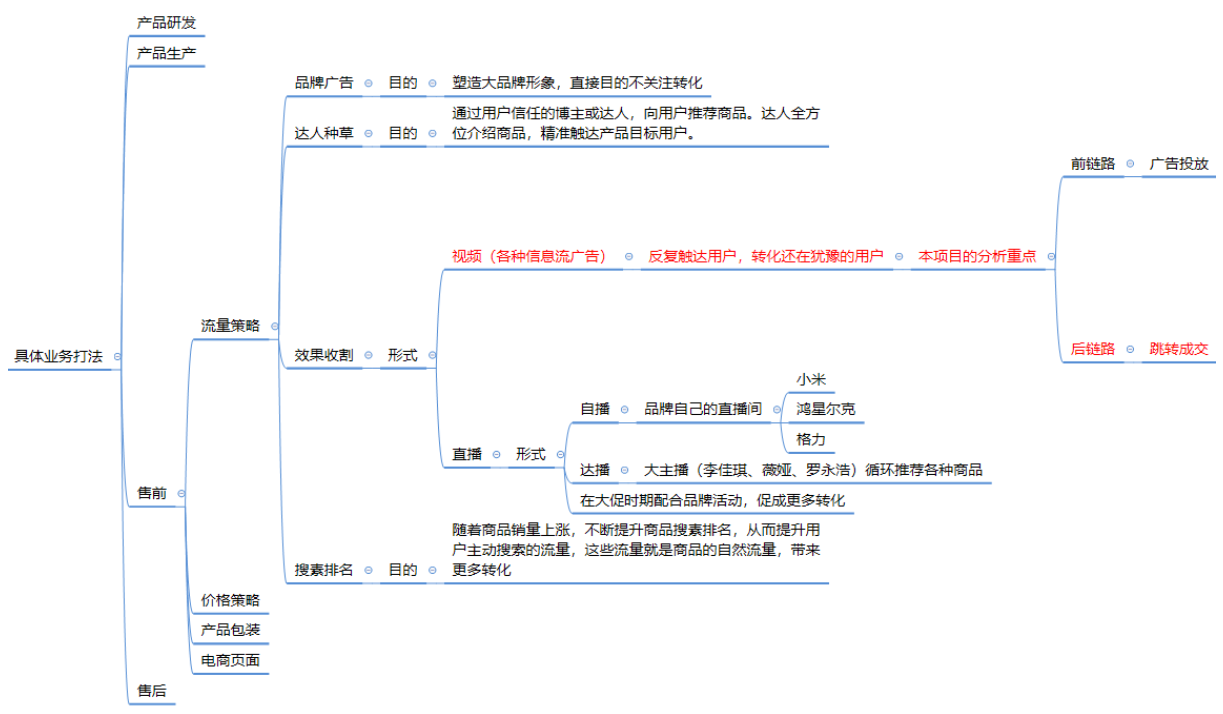 产品研发
产品生产
品牌广告
目的
塑造大品牌形象，直接目的不关注转化
达人种草
目的
通过用户信任的博主或达人，向用户推荐商品。达人全方
位介绍商品，精准触达产品目标用户。
前链路
广告投放
视频（各种信息流广告）
反复触达用户，转化还在犹豫的用户
本项目的分析重点
流量策略
具体业务打法
效果收割
形式
后链路
跳转成交
小米
自播
品牌自己的直播间
鸿星尔克
格力
直播
形式
达播
大主播（李佳琪、薇娅、罗永浩）循环推荐各种商品
售前
在大促时期配合品牌活动，促成更多转化
随着商品销量上涨，不断提升商品搜素排名，从而提升用
户主动搜索的流量，这些流量就是商品的自然流量，带来
更多转化
搜素排名
目的
价格策略
产品包装
电商页面
售后